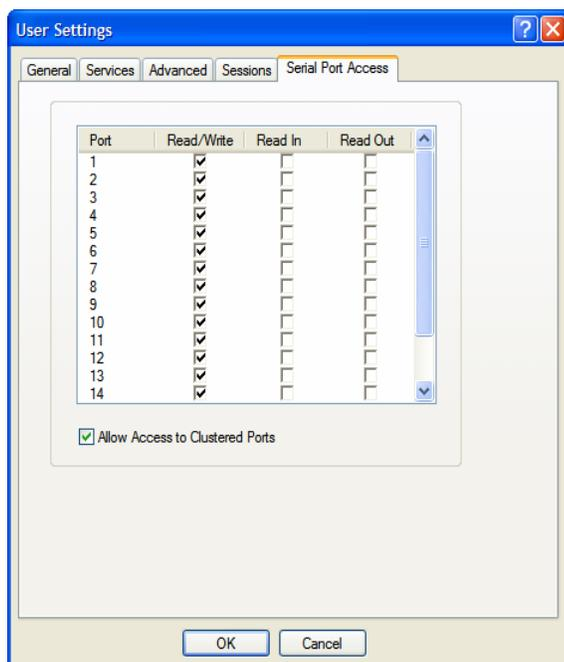 User Settings
General Services Advanced Sessions Serial Port Access
Port Read/Write Read In Read Out
1
2
3
4
5
6
7
8
9
10
11
12
13
14
Allow Access to Clustered Ports
OK Cancel